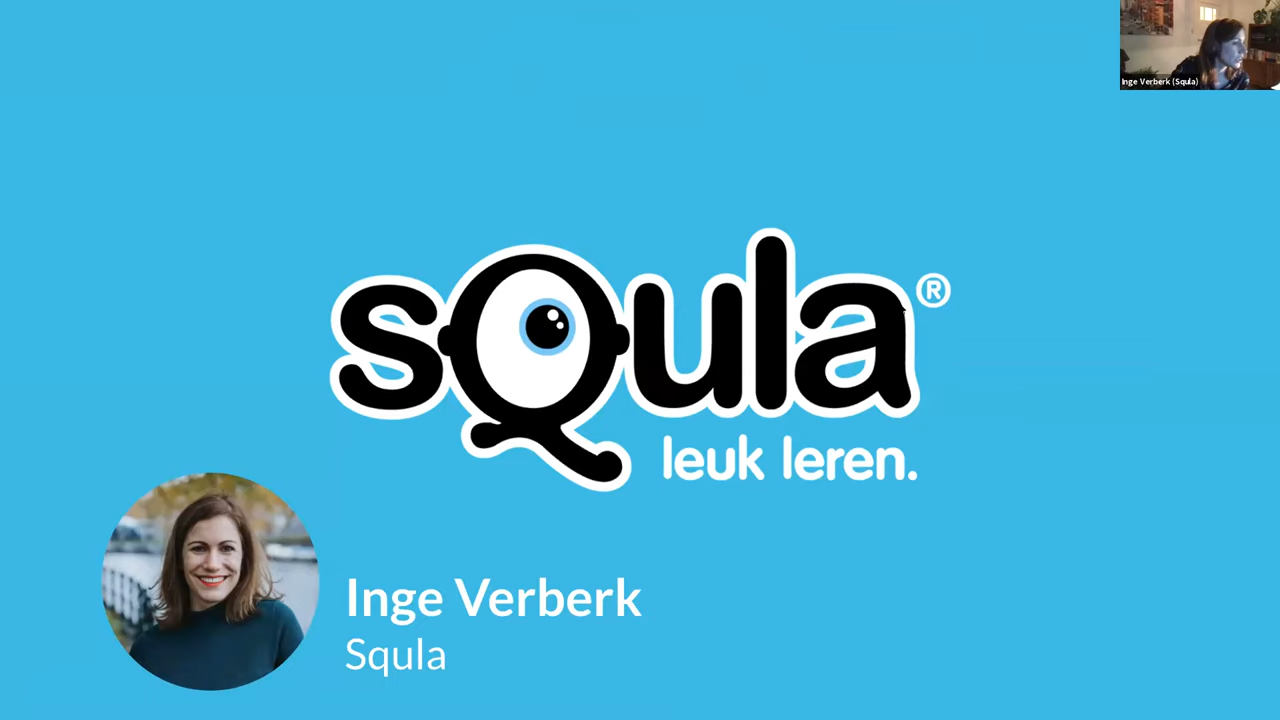 Inge Verberk (Squla)
sQula®
leuk leren.
Inge Verberk
Squla